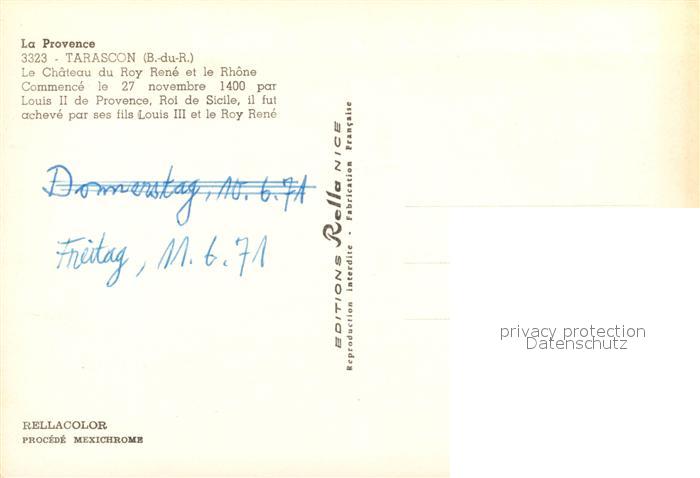 La Provence
3323 - TARASCON (B.-du-R.)
Le Château du Roy René et le Rhône
Commencé le 27 novembre 1400 par
Louis II de Provence, Roi de Sicile, il fut
achevé par ses fils Louis III et le Roy René
Donnerstag, 10.6.71
Freitag, 11.6.71
EDITIONS Rella NICE
Reproduction interdite - Fabrication Française
privacy protection
Datenschutz
RELLACOLOR
PROCÉDÉ MEXICHROME